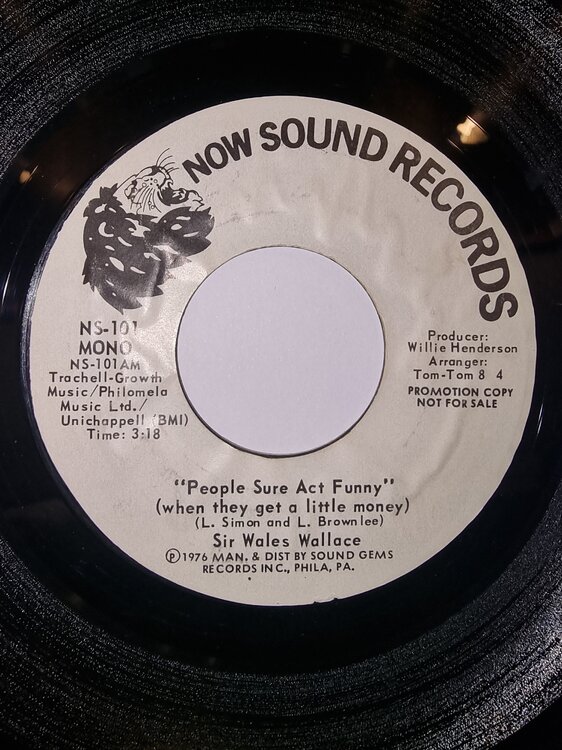 NOW SOUND RECORDS
NS-101
MONO
NS-101AM
Trachell-Growth
Music/Philomela
Music Ltd./
Unichappell (BMI)
Time: 3:18
Producer:
Willie Henderson
Arranger:
Tom-Tom 8 4
PROMOTION COPY
NOT FOR SALE
"People Sure Act Funny"
(when they get a little money)
(L. Simon and L. Brownlee)
Sir Wales Wallace
Ⓟ1976 MAN. & DIST BY SOUND GEMS
RECORDS INC., PHILA, PA.